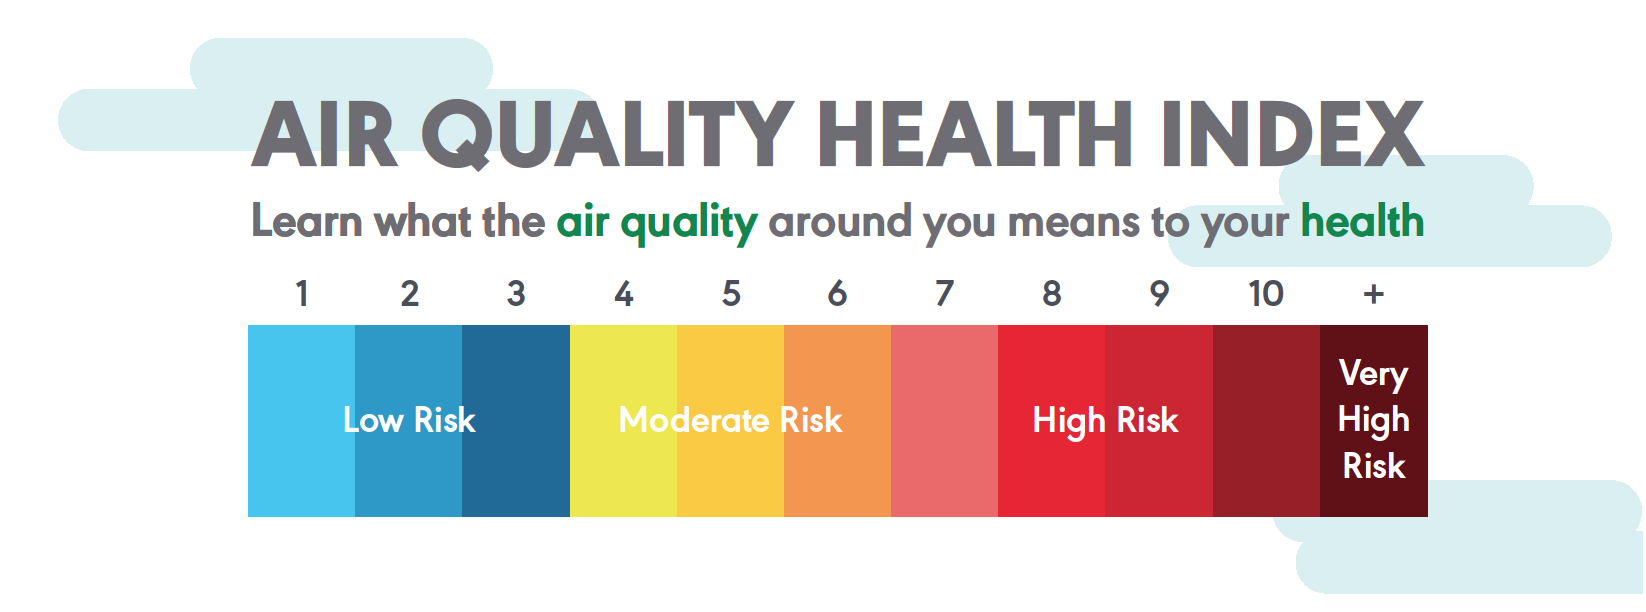 AIR QUALITY HEALTH INDEX
Learn what the air quality around you means to your health
1 2 3 4 5 6 7 8 9 10 +
Low Risk
Moderate Risk
High Risk
Very
High
Risk